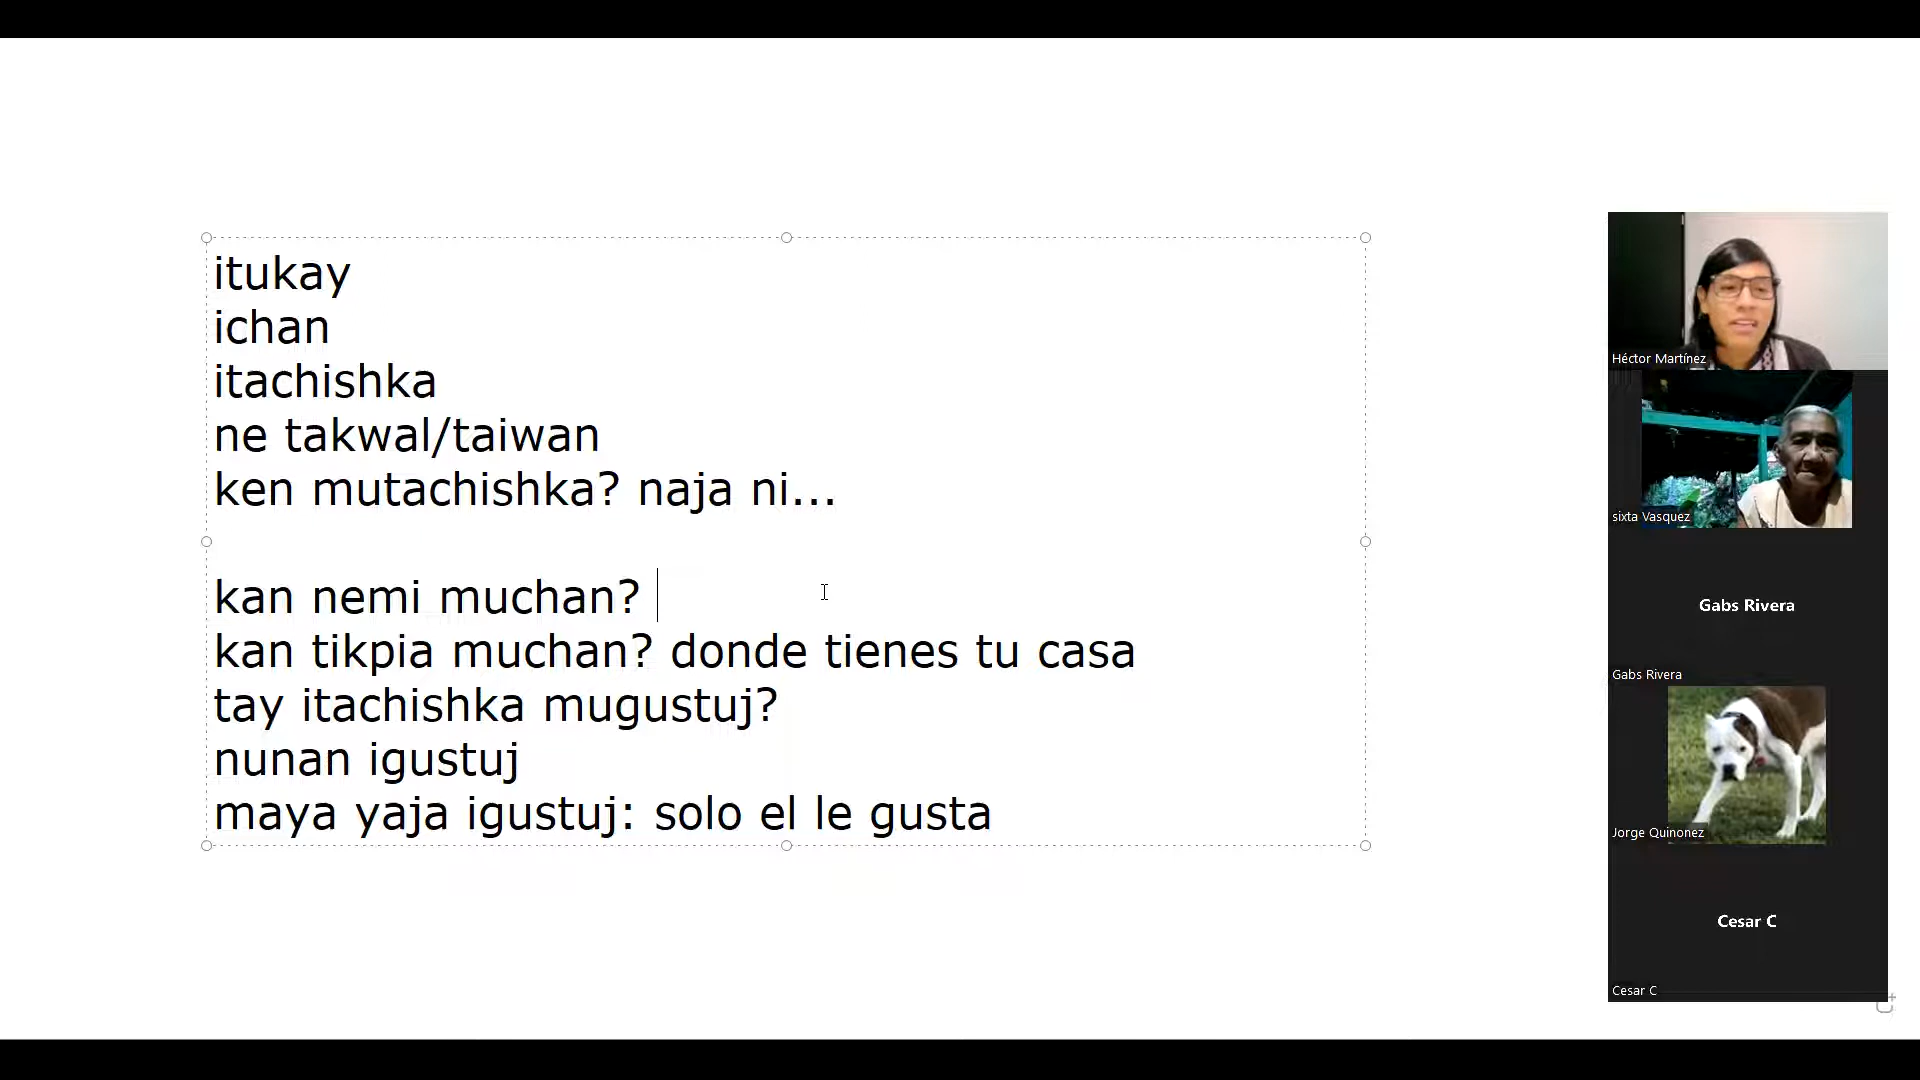 itukay
ichan
itachishka
ne takwal/taiwan
ken mutachishka? naja ni...
kan nemi muchan?
kan tikpia muchan? donde tienes tu casa
tay itachishka mugustuj?
nunan igustuj
maya yaja igustuj: solo el le gusta
Héctor Martínez
sixta Vasquez
Gabs Rivera
Gabs Rivera
Jorge Quinonez
Cesar C
Cesar C